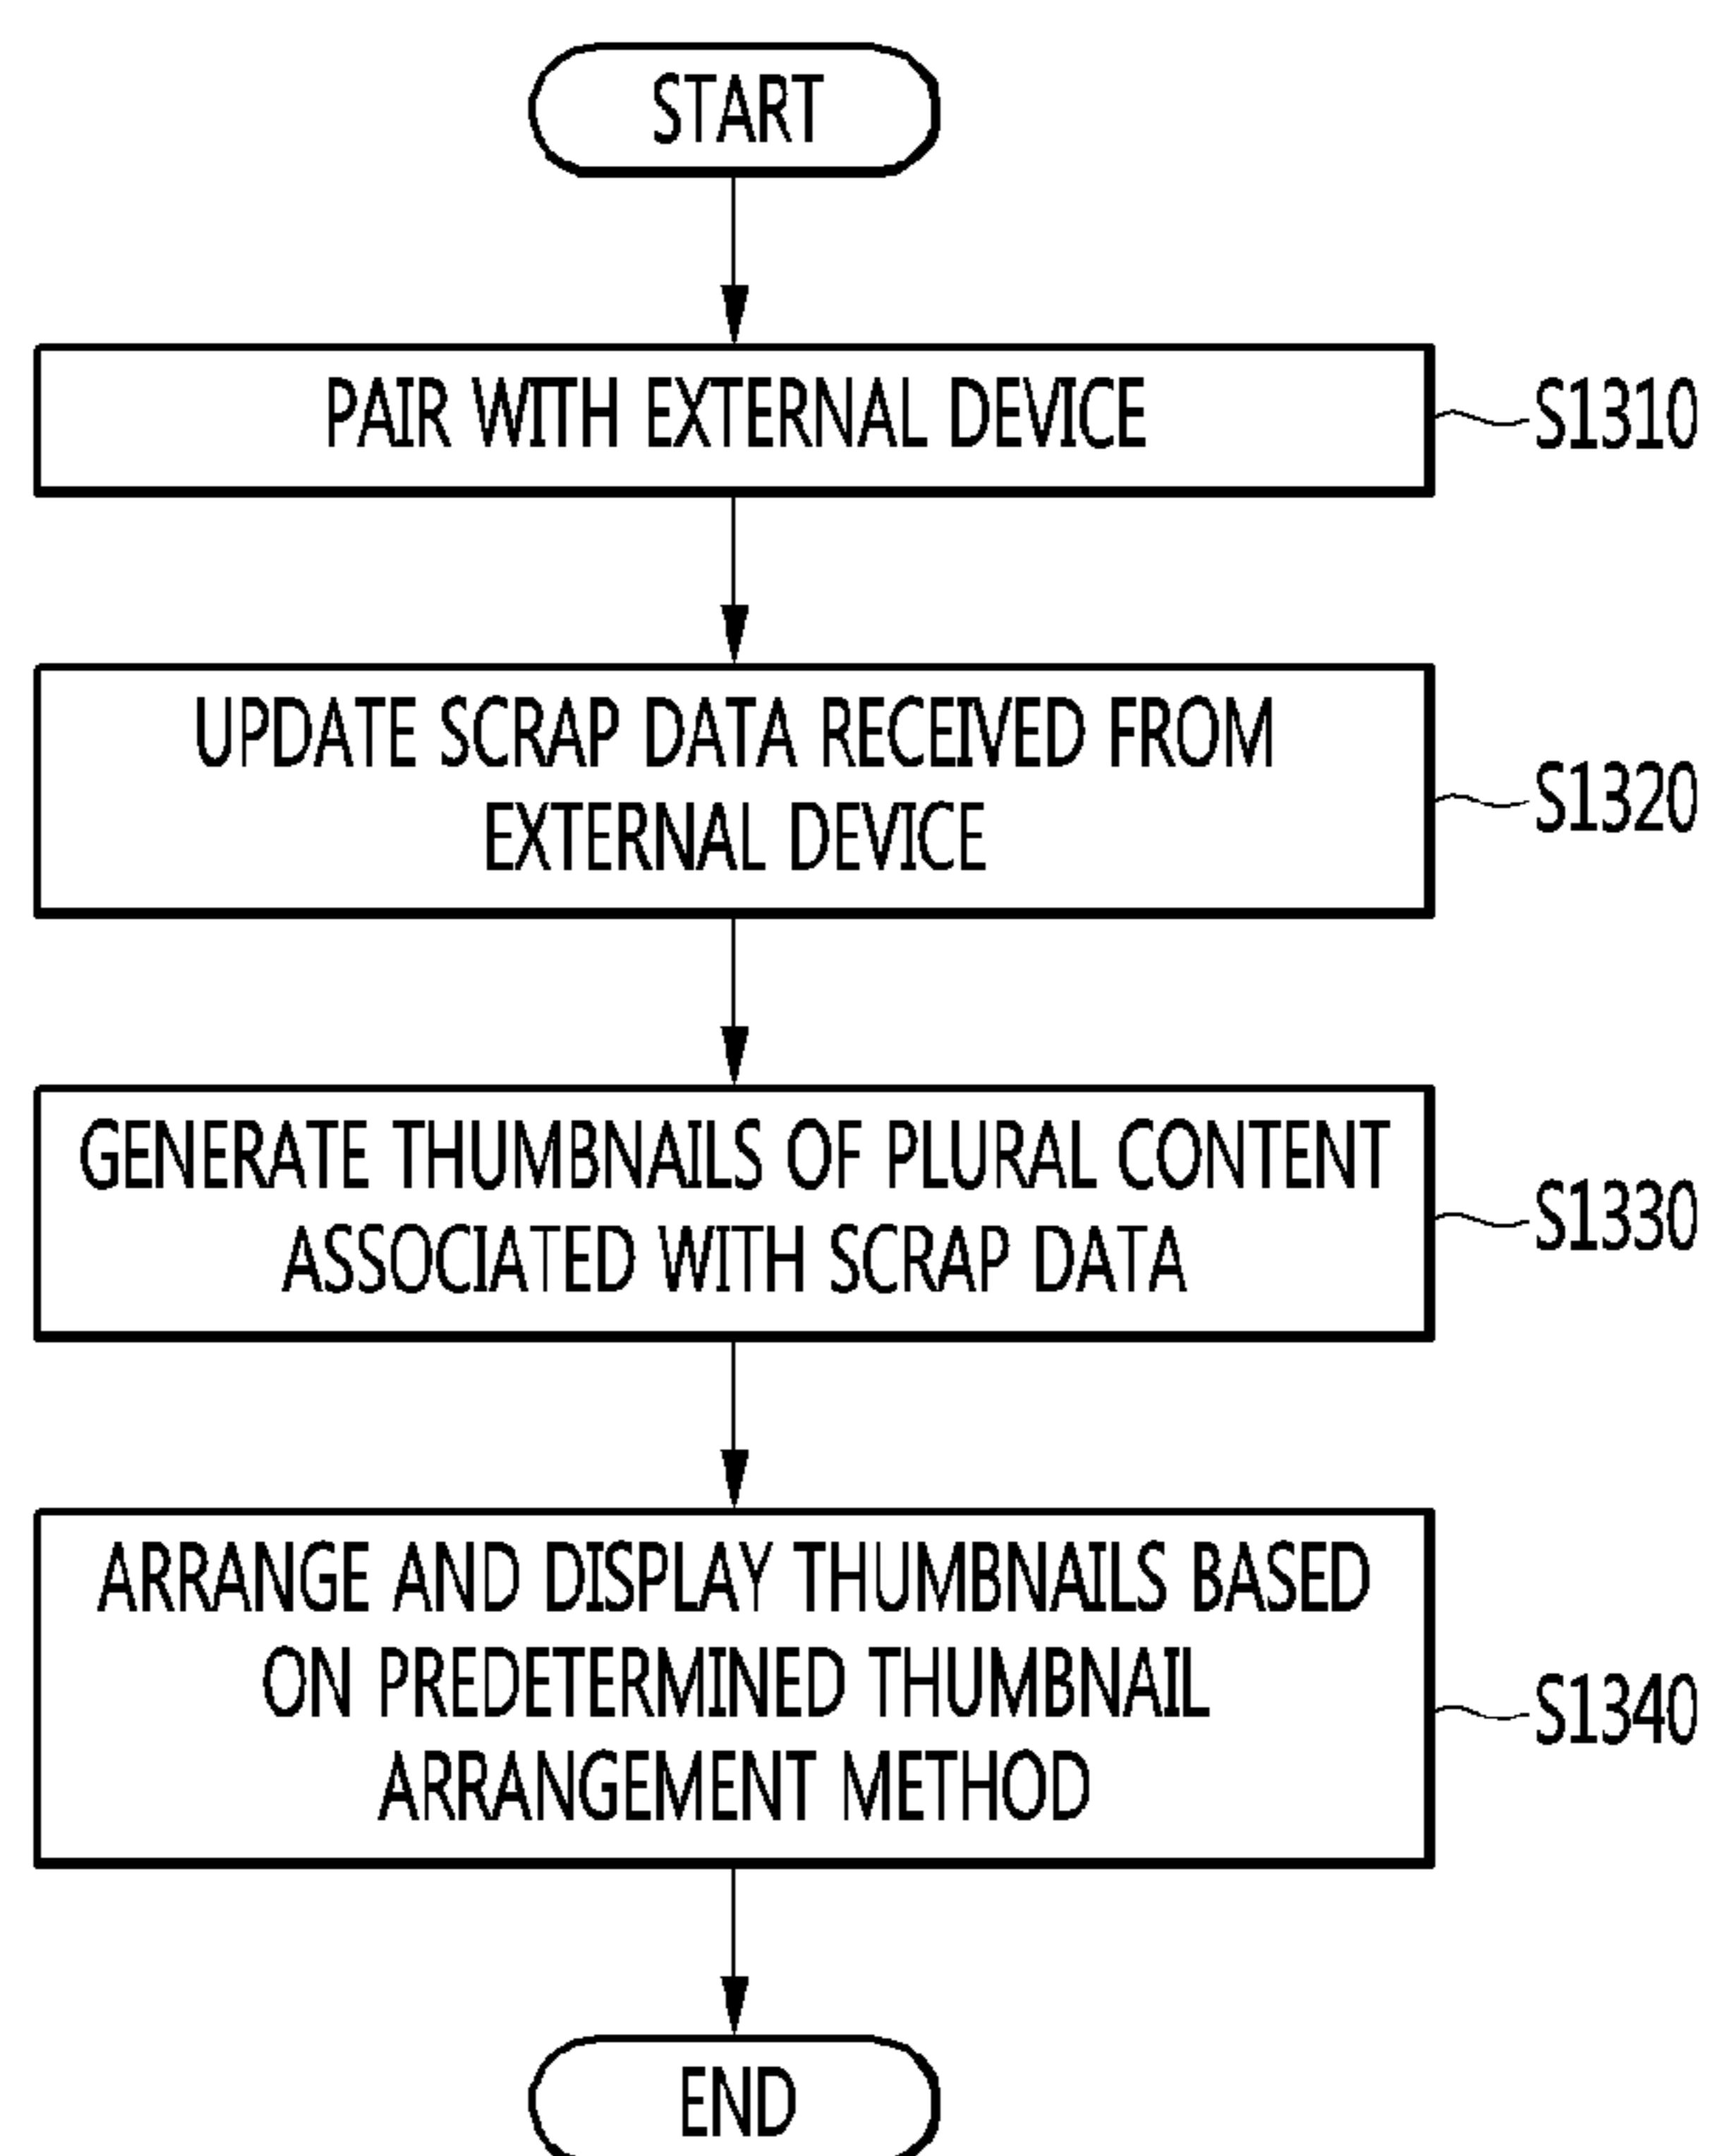 START
PAIR WITH EXTERNAL DEVICE
S1310
UPDATE SCRAP DATA RECEIVED FROM
EXTERNAL DEVICE
S1320
GENERATE THUMBNAILS OF PLURAL CONTENT
ASSOCIATED WITH SCRAP DATA
S1330
ARRANGE AND DISPLAY THUMBNAILS BASED
ON PREDETERMINED THUMBNAIL
ARRANGEMENT METHOD
S1340
END